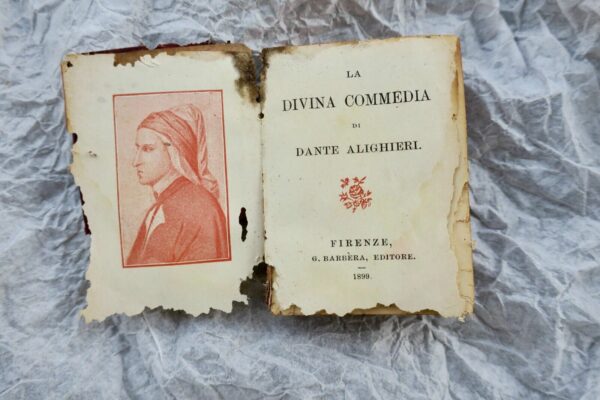 LA
DIVINA COMMEDIA
DI
DANTE ALIGHIERI.
FIRENZE,
G. BARBÈRA, EDITORE.
1899.